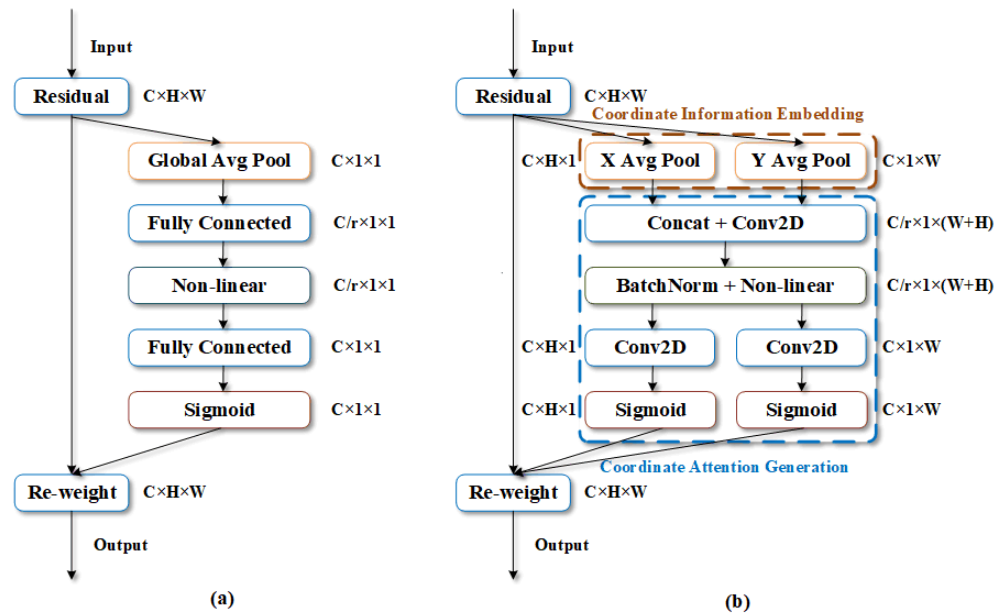 Input
Residual
C×H×W
Global Avg Pool
C×1×1
Fully Connected
C/r×1×1
Non-linear
C/r×1×1
Fully Connected
C×1×1
Sigmoid
C×1×1
Re-weight
C×H×W
Output
(a)
Input
Residual
C×H×W
Coordinate Information Embedding
C×H×1
X Avg Pool
Y Avg Pool
C×1×W
Concat + Conv2D
C/r×1×(W+H)
BatchNorm + Non-linear
C/r×1×(W+H)
C×H×1
Conv2D
Conv2D
C×1×W
C×H×1
Sigmoid
Sigmoid
C×1×W
Coordinate Attention Generation
Re-weight
C×H×W
Output
(b)